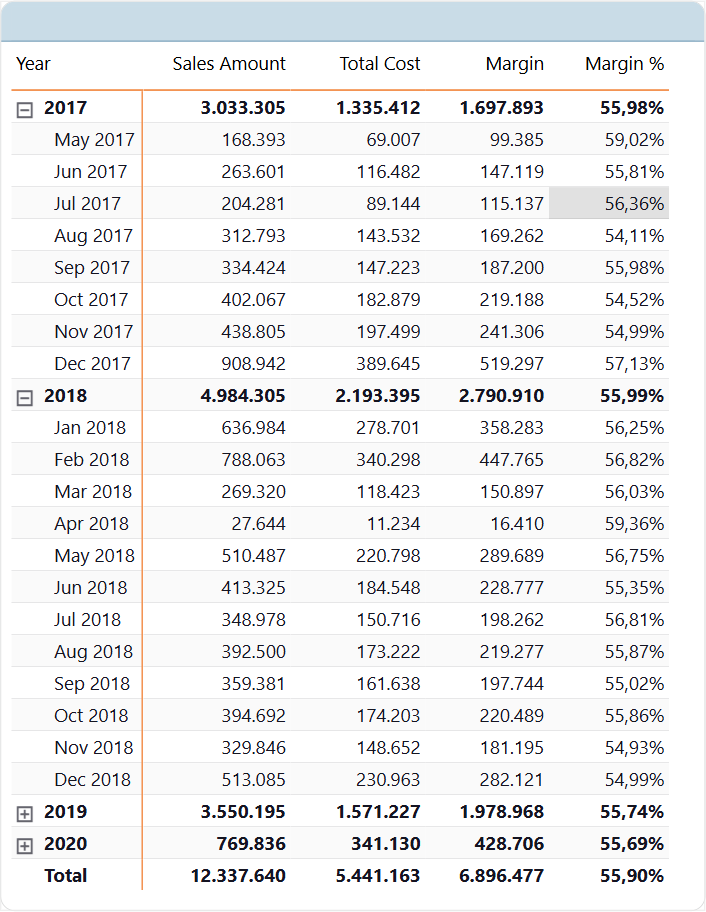 Year Sales Amount Total Cost Margin Margin %
2017 3.033.305 1.335.412 1.697.893 55,98%
May 2017 168.393 69.007 99.385 59,02%
Jun 2017 263.601 116.482 147.119 55,81%
Jul 2017 204.281 89.144 115.137 56,36%
Aug 2017 312.793 143.532 169.262 54,11%
Sep 2017 334.424 147.223 187.200 55,98%
Oct 2017 402.067 182.879 219.188 54,52%
Nov 2017 438.805 197.499 241.306 54,99%
Dec 2017 908.942 389.645 519.297 57,13%
2018 4.984.305 2.193.395 2.790.910 55,99%
Jan 2018 636.984 278.701 358.283 56,25%
Feb 2018 788.063 340.298 447.765 56,82%
Mar 2018 269.320 118.423 150.897 56,03%
Apr 2018 27.644 11.234 16.410 59,36%
May 2018 510.487 220.798 289.689 56,75%
Jun 2018 413.325 184.548 228.777 55,35%
Jul 2018 348.978 150.716 198.262 56,81%
Aug 2018 392.500 173.222 219.277 55,87%
Sep 2018 359.381 161.638 197.744 55,02%
Oct 2018 394.692 174.203 220.489 55,86%
Nov 2018 329.846 148.652 181.195 54,93%
Dec 2018 513.085 230.963 282.121 54,99%
2019 3.550.195 1.571.227 1.978.968 55,74%
2020 769.836 341.130 428.706 55,69%
Total 12.337.640 5.441.163 6.896.477 55,90%